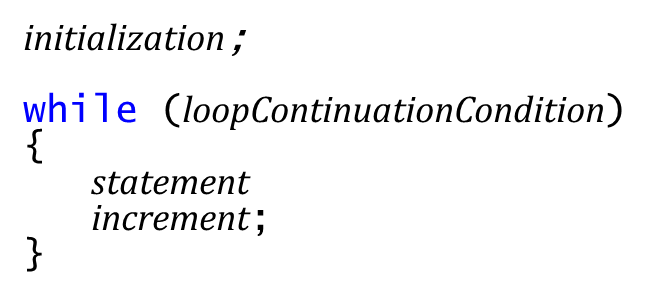 initialization;
while (loopContinuationCondition)
{
statement
increment;
}